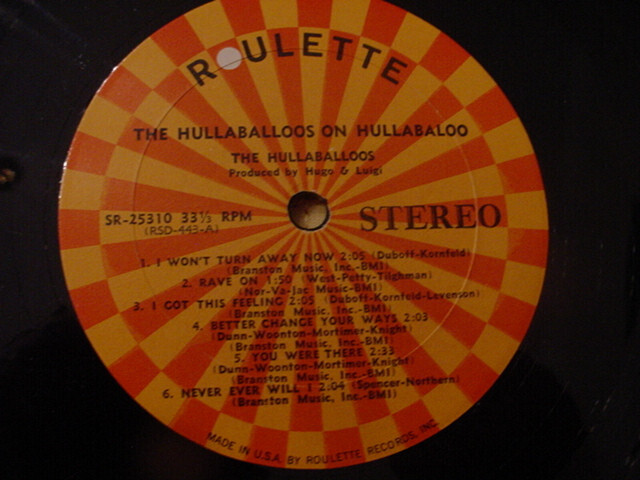 ROULETTE
THE HULLABALLOOS ON HULLABALOO
THE HULLABALLOOS
Produced by Hugo & Luigi
SR-25310 33⅓ RPM STEREO
(RSD-443-A)
1. I WON'T TURN AWAY NOW 2:05 (Duboff-Kornfeld)
(Branston Music, Inc.-BMI)
2. RAVE ON 1:50 (West-Petty-Tilghman)
(Nor-Va-Jac Music-BMI)
3. I GOT THIS FEELING 2:05 (Duboff-Kornfeld-Levenson)
(Branston Music, Inc.-BMI)
4. BETTER CHANGE YOUR WAYS 2:03
(Dunn-Woonton-Mortimer-Knight)
(Branston Music, Inc.-BMI)
5. YOU WERE THERE 2:33
(Dunn-Woonton-Mortimer-Knight)
(Branston Music, Inc.-BMI)
6. NEVER EVER WILL I 2:04 (Spencer-Northern)
(Branston Music, Inc.-BMI)
MADE IN U.S.A. BY ROULETTE RECORDS, INC.